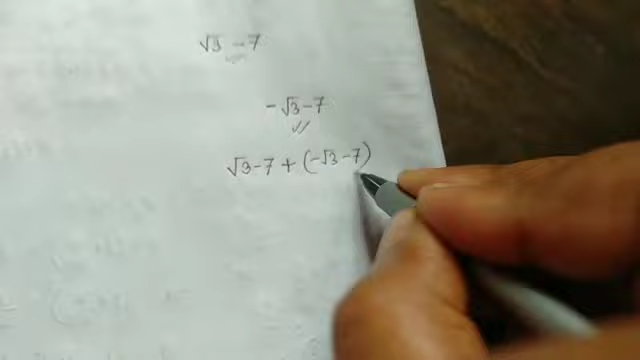 √3 - 7
-√3 - 7
√3 - 7 + (-√3 - 7)